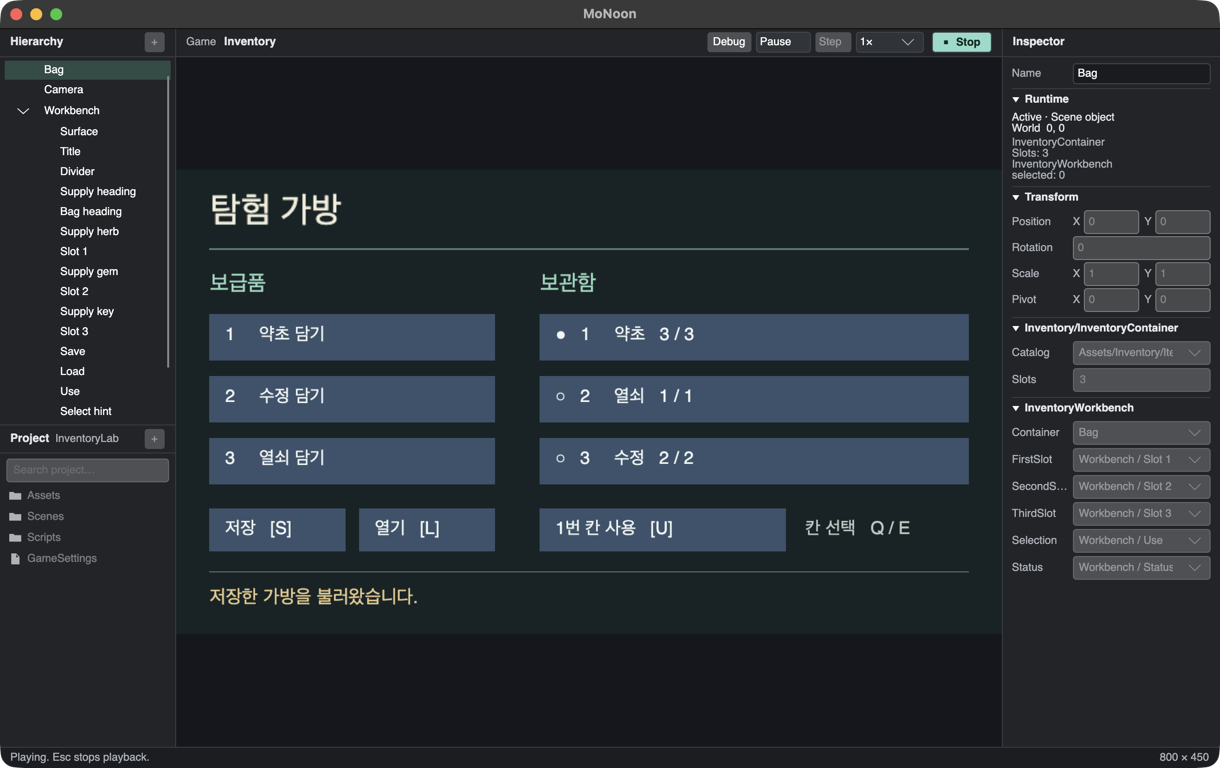 MoNoon
Hierarchy +
Bag
Camera
Workbench
Surface
Title
Divider
Supply heading
Bag heading
Supply herb
Slot 1
Supply gem
Slot 2
Supply key
Slot 3
Save
Load
Use
Select hint
Project InventoryLab +
Search project...
Assets
Scenes
Scripts
GameSettings
Game Inventory Debug Pause Step 1× Stop
탐험 가방
보급품
1 약초 담기
2 수정 담기
3 열쇠 담기
저장 [S] 열기 [L]
보관함
1 약초 3 / 3
2 열쇠 1 / 1
3 수정 2 / 2
1번 칸 사용 [U] 칸 선택 Q / E
저장한 가방을 불러왔습니다.
Inspector
Name Bag
Runtime
Active · Scene object
World 0, 0
InventoryContainer
Slots: 3
InventoryWorkbench
selected: 0
Transform
Position X 0 Y 0
Rotation 0
Scale X 1 Y 1
Pivot X 0 Y 0
Inventory/InventoryContainer
Catalog Assets/Inventory/Ite
Slots 3
InventoryWorkbench
Container Bag
FirstSlot Workbench / Slot 1
SecondS... Workbench / Slot 2
ThirdSlot Workbench / Slot 3
Selection Workbench / Use
Status Workbench / Status
Playing. Esc stops playback. 800 × 450